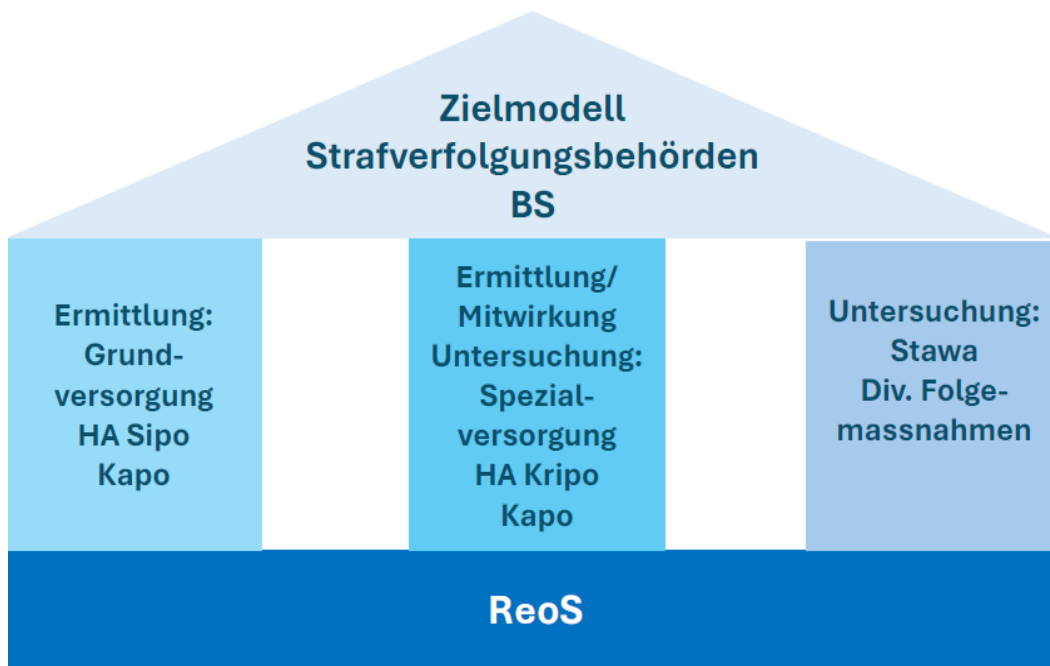 Zielmodell
Strafverfolgungsbehörden
BS
Ermittlung:
Grund-
versorgung
HA Sipo
Kapo
Ermittlung/
Mitwirkung
Untersuchung:
Spezial-
versorgung
HA Kripo
Kapo
Untersuchung:
Stawa
Div. Folge-
massnahmen
ReoS